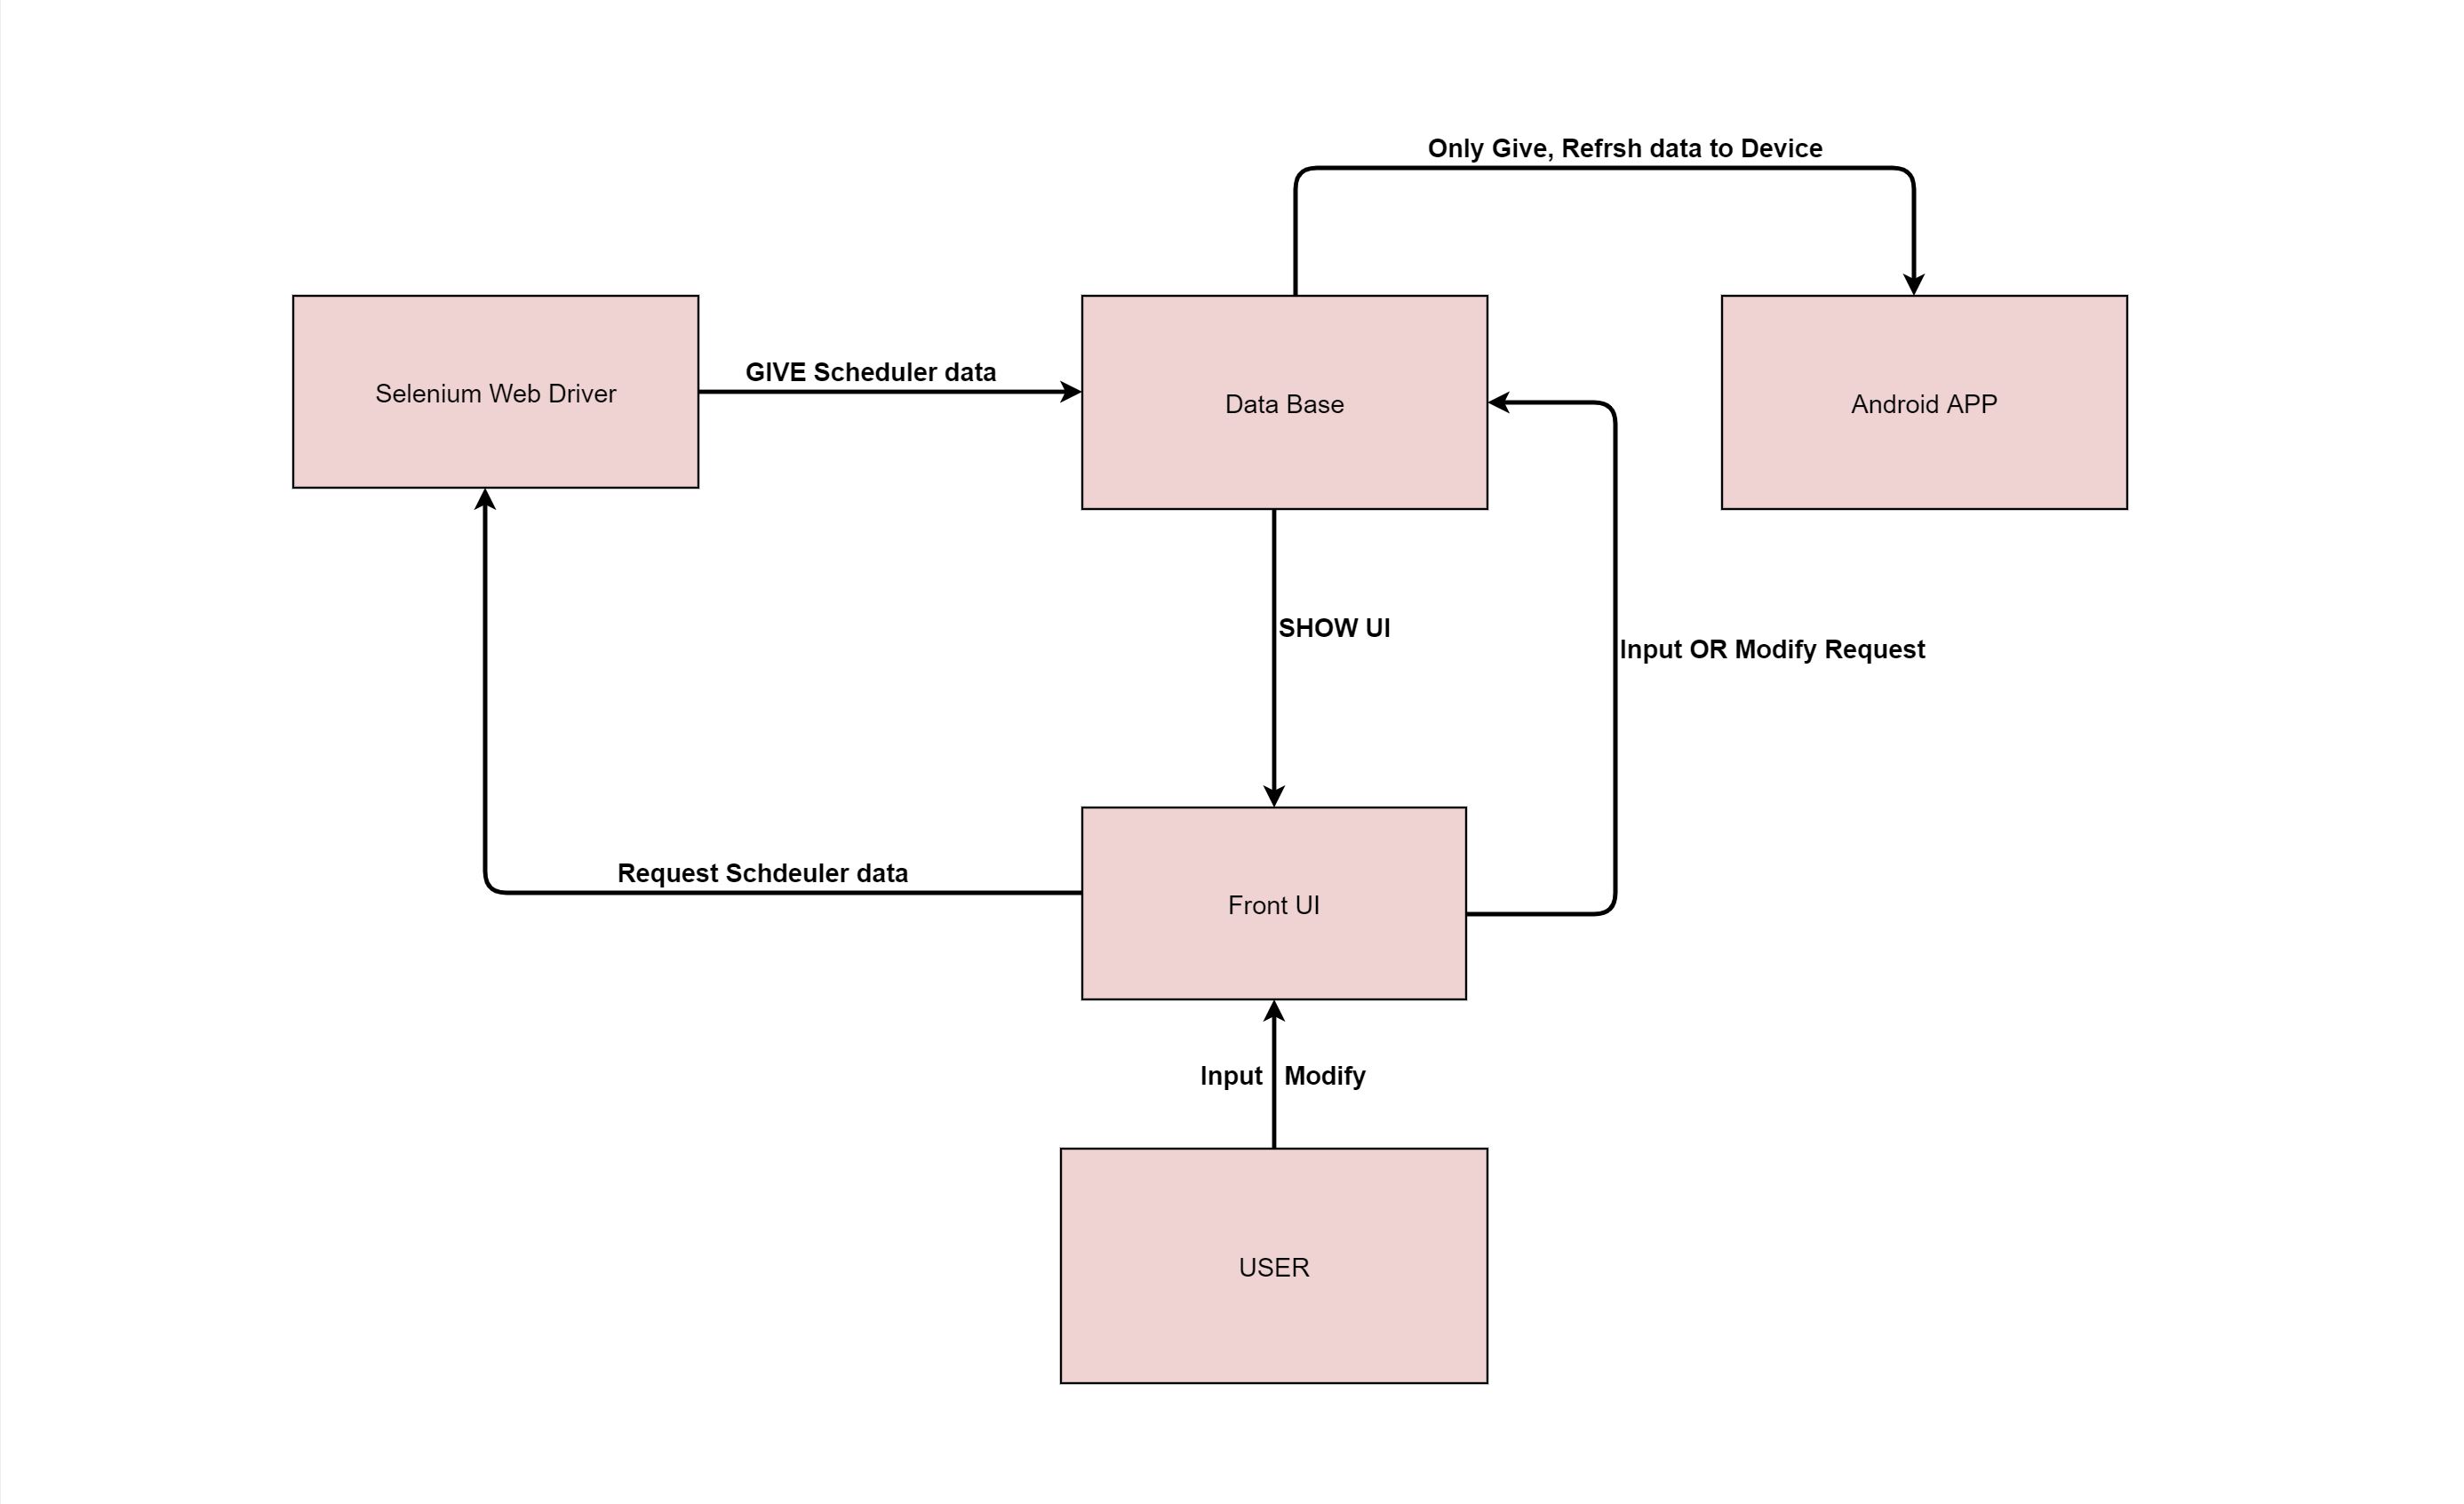 Only Give, Refrsh data to Device
Selenium Web Driver
GIVE Scheduler data
Data Base
Android APP
SHOW UI
Input OR Modify Request
Request Schdeuler data
Front UI
Input Modify
USER